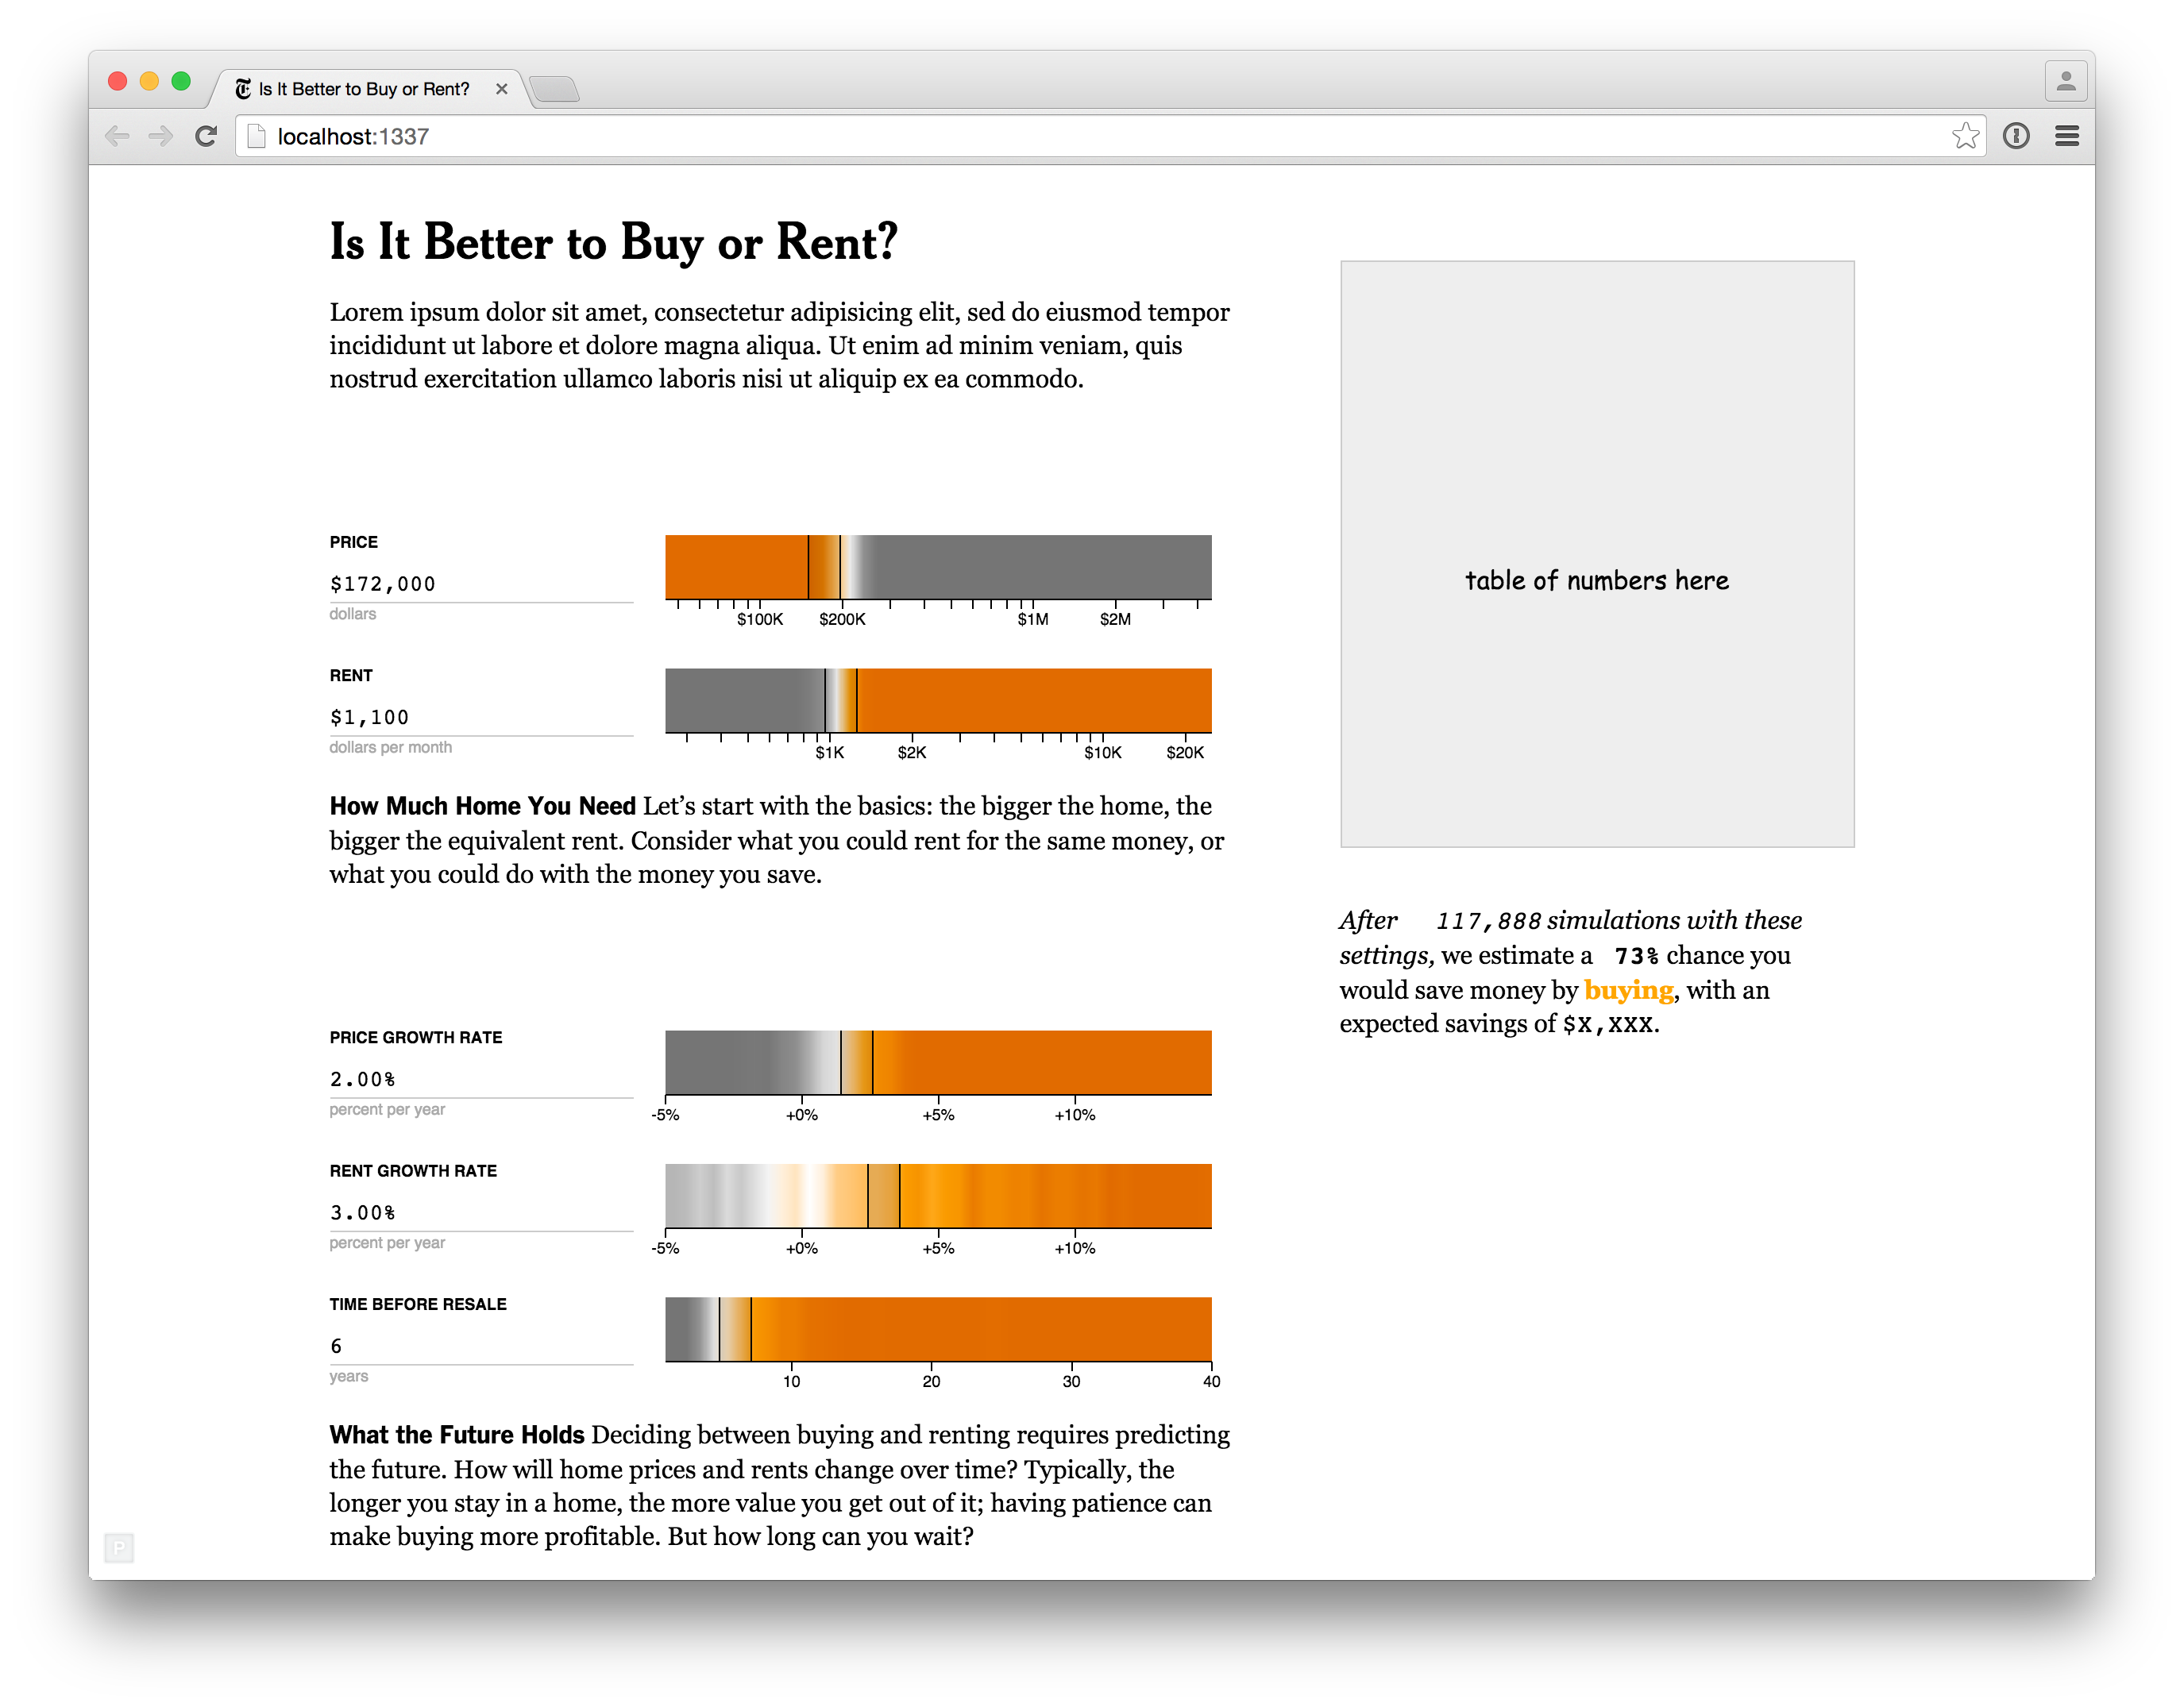 Is It Better to Buy or Rent?
localhost:1337
Is It Better to Buy or Rent?
Lorem ipsum dolor sit amet, consectetur adipisicing elit, sed do eiusmod tempor
incididunt ut labore et dolore magna aliqua. Ut enim ad minim veniam, quis
nostrud exercitation ullamco laboris nisi ut aliquip ex ea commodo.
PRICE
$172,000
dollars
$100K $200K $1M $2M
RENT
$1,100
dollars per month
$1K $2K $10K $20K
How Much Home You Need Let’s start with the basics: the bigger the home, the
bigger the equivalent rent. Consider what you could rent for the same money, or
what you could do with the money you save.
PRICE GROWTH RATE
2.00%
percent per year
-5% +0% +5% +10%
RENT GROWTH RATE
3.00%
percent per year
-5% +0% +5% +10%
TIME BEFORE RESALE
6
years
10 20 30 40
What the Future Holds Deciding between buying and renting requires predicting
the future. How will home prices and rents change over time? Typically, the
longer you stay in a home, the more value you get out of it; having patience can
make buying more profitable. But how long can you wait?
P
table of numbers here
After 117,888 simulations with these
settings, we estimate a 73% chance you
would save money by buying, with an
expected savings of $x,xxx.